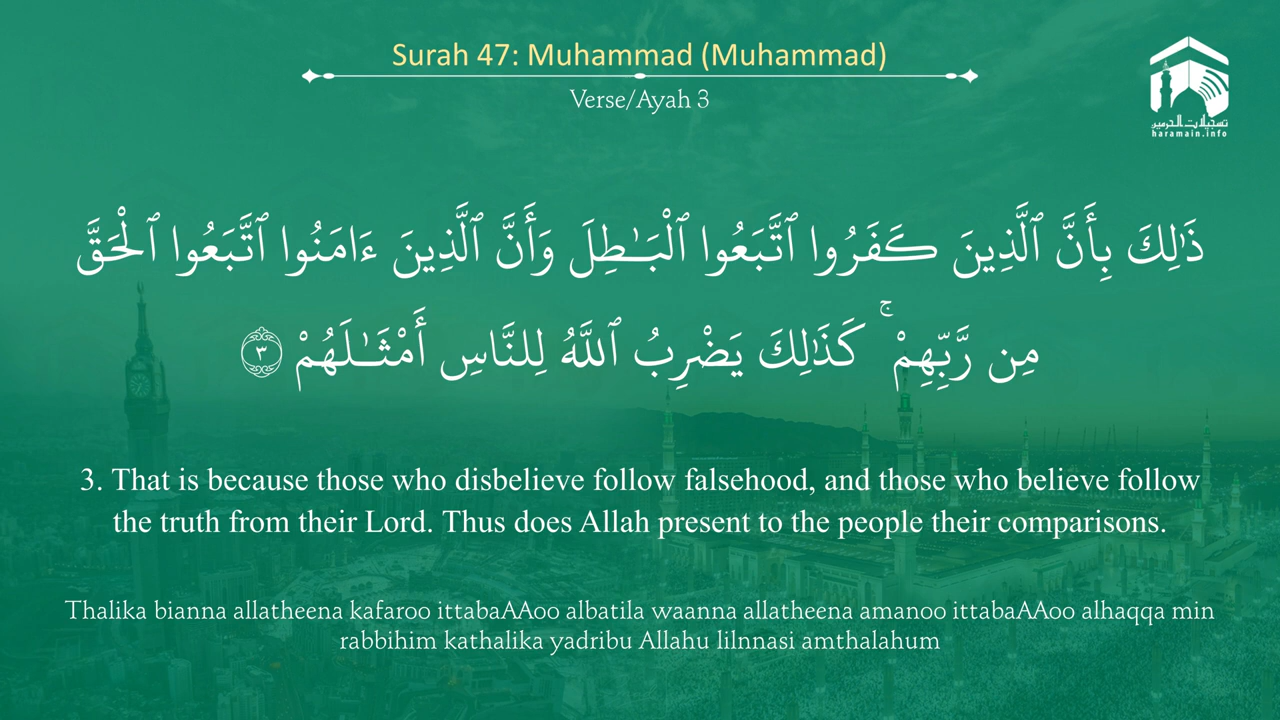 Surah 47: Muhammad (Muhammad)
Verse/Ayah 3
تسجيلات الحرمين
haramain.info
ذَٰلِكَ بِأَنَّ ٱلَّذِينَ كَفَرُوا ٱتَّبَعُوا ٱلْبَـٰطِلَ وَأَنَّ ٱلَّذِينَ ءَامَنُوا ٱتَّبَعُوا ٱلْحَقَّ
مِن رَّبِّهِمْ ۚ كَذَٰلِكَ يَضْرِبُ ٱللَّهُ لِلنَّاسِ أَمْثَـٰلَهُمْ ٣
3. That is because those who disbelieve follow falsehood, and those who believe follow
the truth from their Lord. Thus does Allah present to the people their comparisons.
Thalika bianna allatheena kafaroo ittabaAAoo albatila waanna allatheena amanoo ittabaAAoo alhaqqa min
rabbihim kathalika yadribu Allahu lilnnasi amthalahum